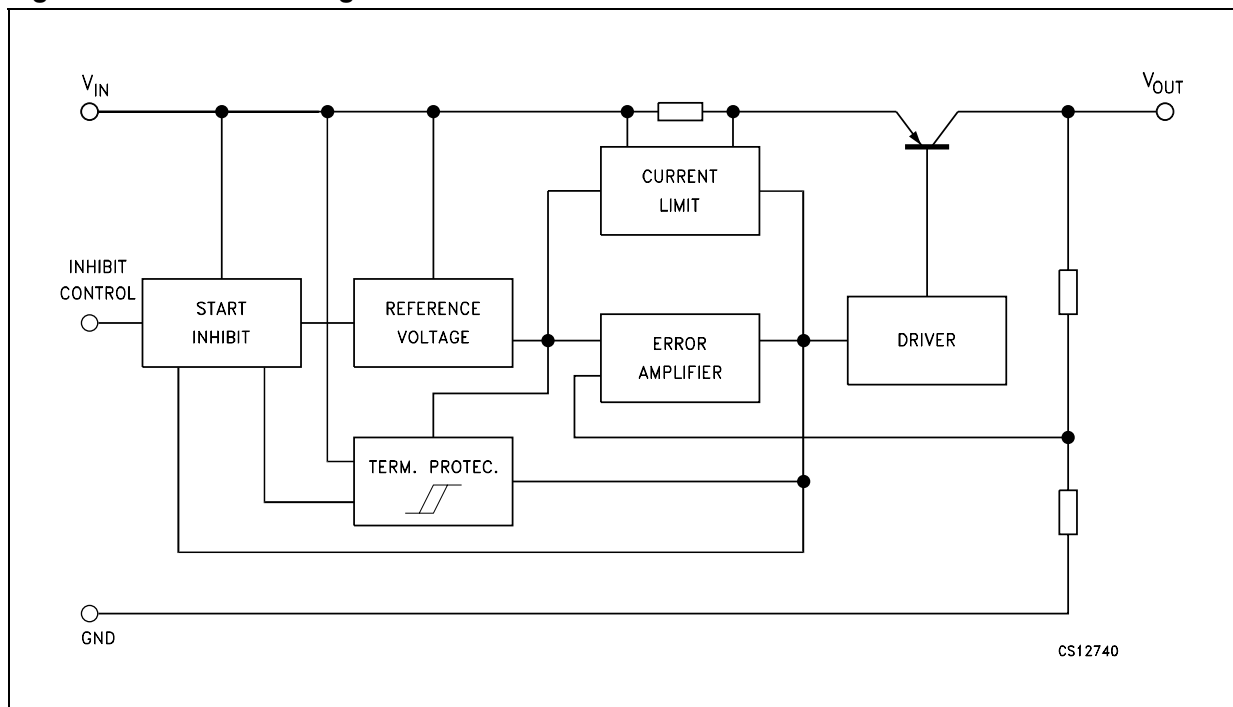 V_IN
V_OUT
CURRENT
LIMIT
INHIBIT
CONTROL
START
INHIBIT
REFERENCE
VOLTAGE
ERROR
AMPLIFIER
DRIVER
TERM. PROTEC.
GND
CS12740